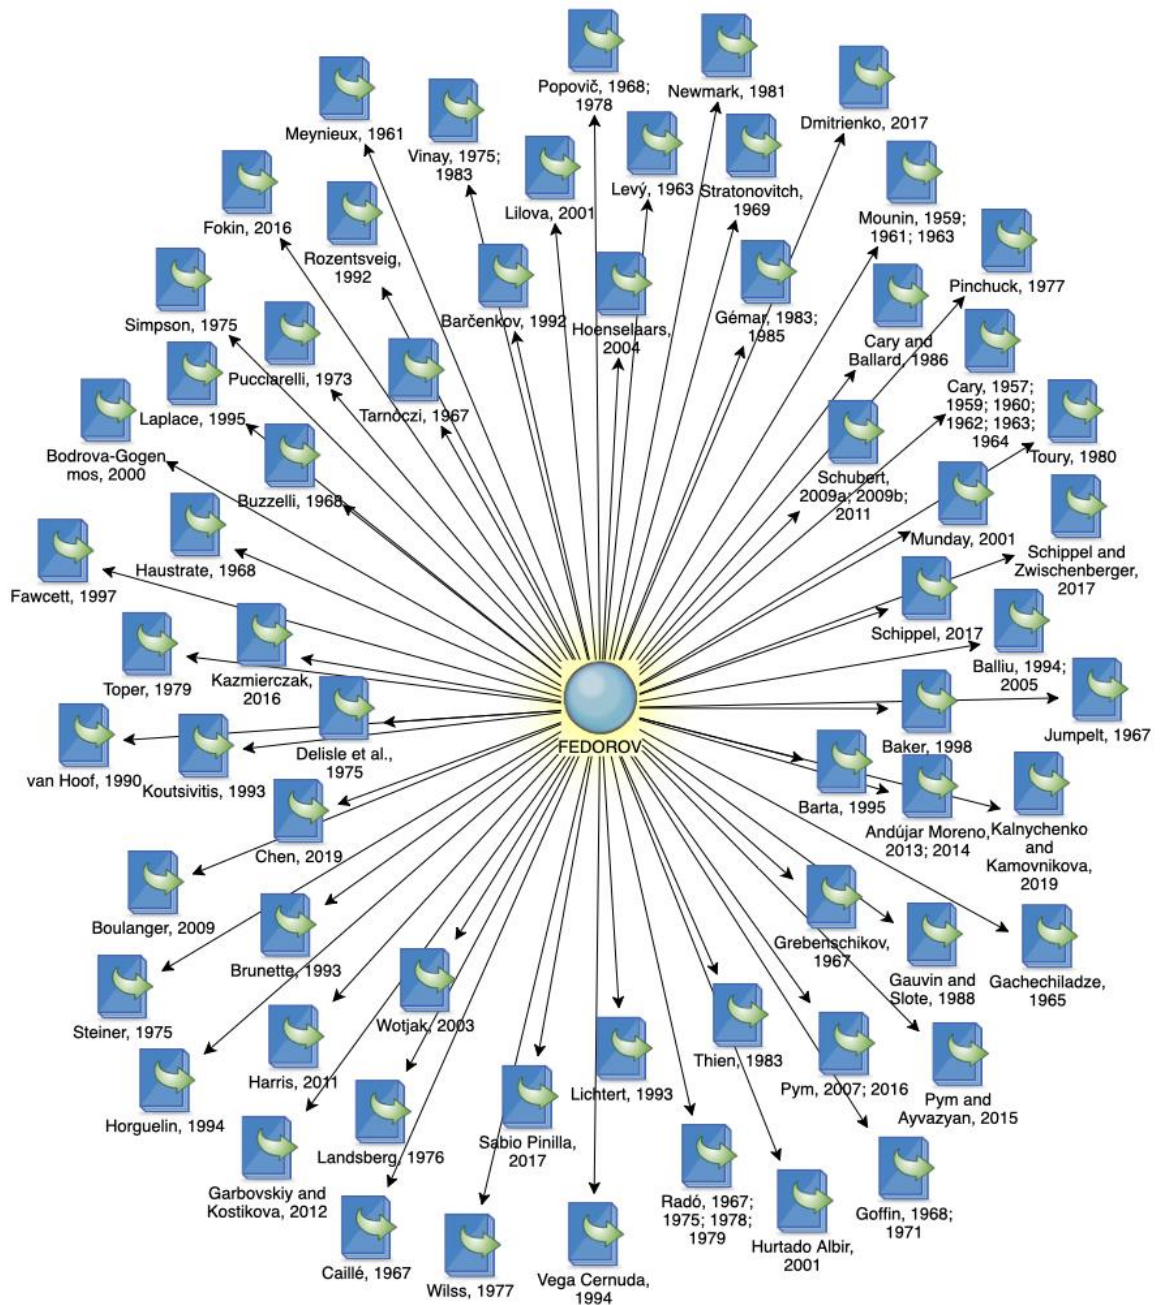 Popovič, 1968;
1978
Newmark, 1981
Meynieux, 1961
Dmitrienko, 2017
Vinay, 1975;
1983
Levý, 1963
Stratonovitch,
1969
Lilova, 2001
Fokin, 2016
Mounin, 1959;
1961; 1963
Rozentsveig,
1992
Pinchuck, 1977
Simpson, 1975
Barčenkov, 1992
Hoenselaars,
2004
Gémar, 1983;
1985
Cary and
Ballard, 1986
Pucciarelli, 1973
Laplace, 1995
Tarnóczi, 1967
Cary, 1957;
1959; 1960;
1962; 1963;
1964
Toury, 1980
Bodrova-Gogen
mos, 2000
Buzzelli, 1968
Schubert,
2009a; 2009b;
2011
Munday, 2001
Schippel and
Zwischenberger,
2017
Haustrate, 1968
Fawcett, 1997
Schippel, 2017
Balliu, 1994;
2005
Toper, 1979
Kazmierczak,
2016
Delisle et al.,
1975
FEDOROV
Baker, 1998
Jumpelt, 1967
van Hoof, 1990
Koutsivitis, 1993
Barta, 1995
Andújar Moreno,
2013; 2014
Kalnychenko
and
Kamovnikova,
2019
Chen, 2019
Boulanger, 2009
Brunette, 1993
Grebenschikov,
1967
Gauvin and
Slote, 1988
Gachechiladze,
1965
Steiner, 1975
Wotjak, 2003
Harris, 2011
Thien, 1983
Pym, 2007; 2016
Pym and
Ayvazyan, 2015
Horguelin, 1994
Lichtert, 1993
Landsberg, 1976
Sabio Pinilla,
2017
Garbovskiy and
Kostikova, 2012
Radó, 1967;
1975; 1978;
1979
Goffin, 1968;
1971
Hurtado Albir,
2001
Caillé, 1967
Wilss, 1977
Vega Cernuda,
1994